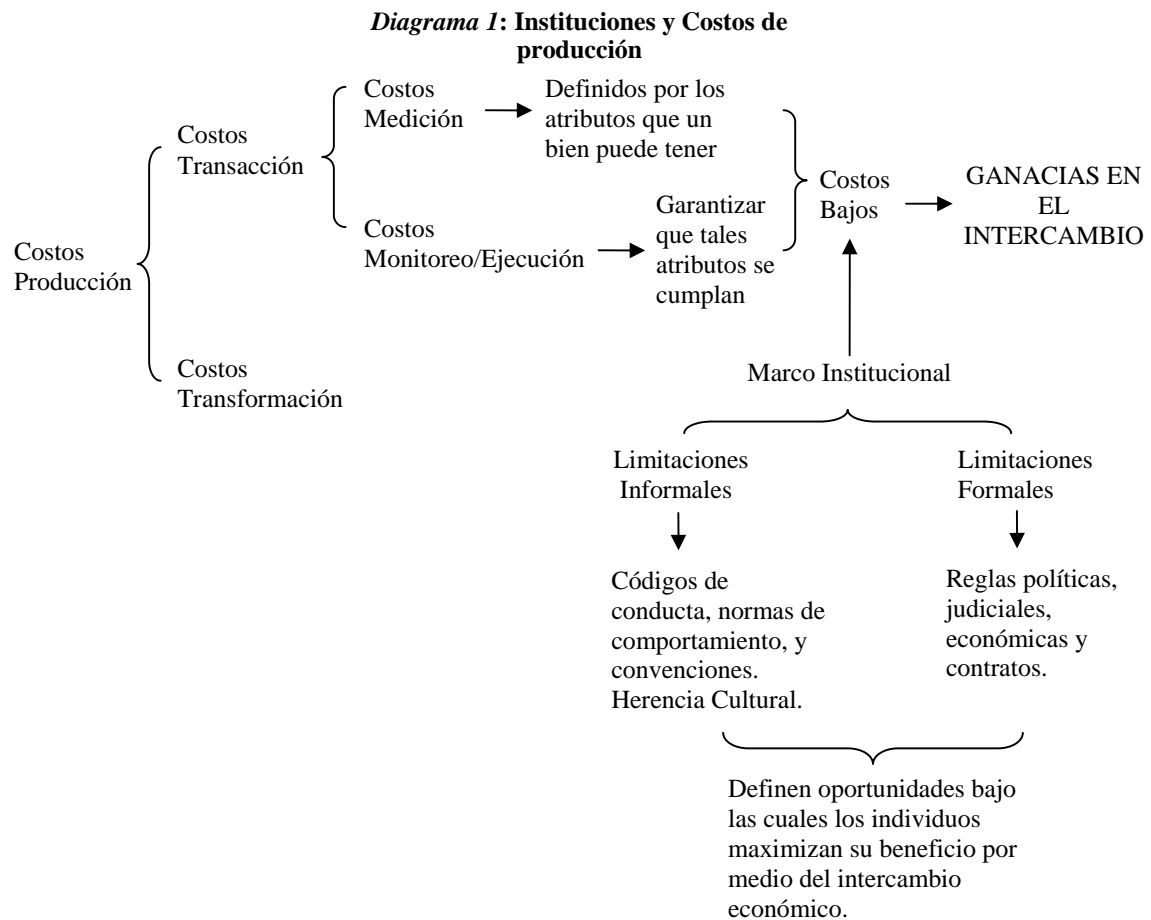 Diagrama 1: Instituciones y Costos de
producción
Costos
Producción
Costos
Transacción
Costos
Transformación
Costos
Medición
Costos
Monitoreo/Ejecución
Definidos por los
atributos que un
bien puede tener
Garantizar
que tales
atributos se
cumplan
Costos
Bajos
GANACIAS EN
EL
INTERCAMBIO
Marco Institucional
Limitaciones
Informales
Limitaciones
Formales
Códigos de
conducta, normas de
comportamiento, y
convenciones.
Herencia Cultural.
Reglas políticas,
judiciales,
económicas y
contratos.
Definen oportunidades bajo
las cuales los individuos
maximizan su beneficio por
medio del intercambio
económico.